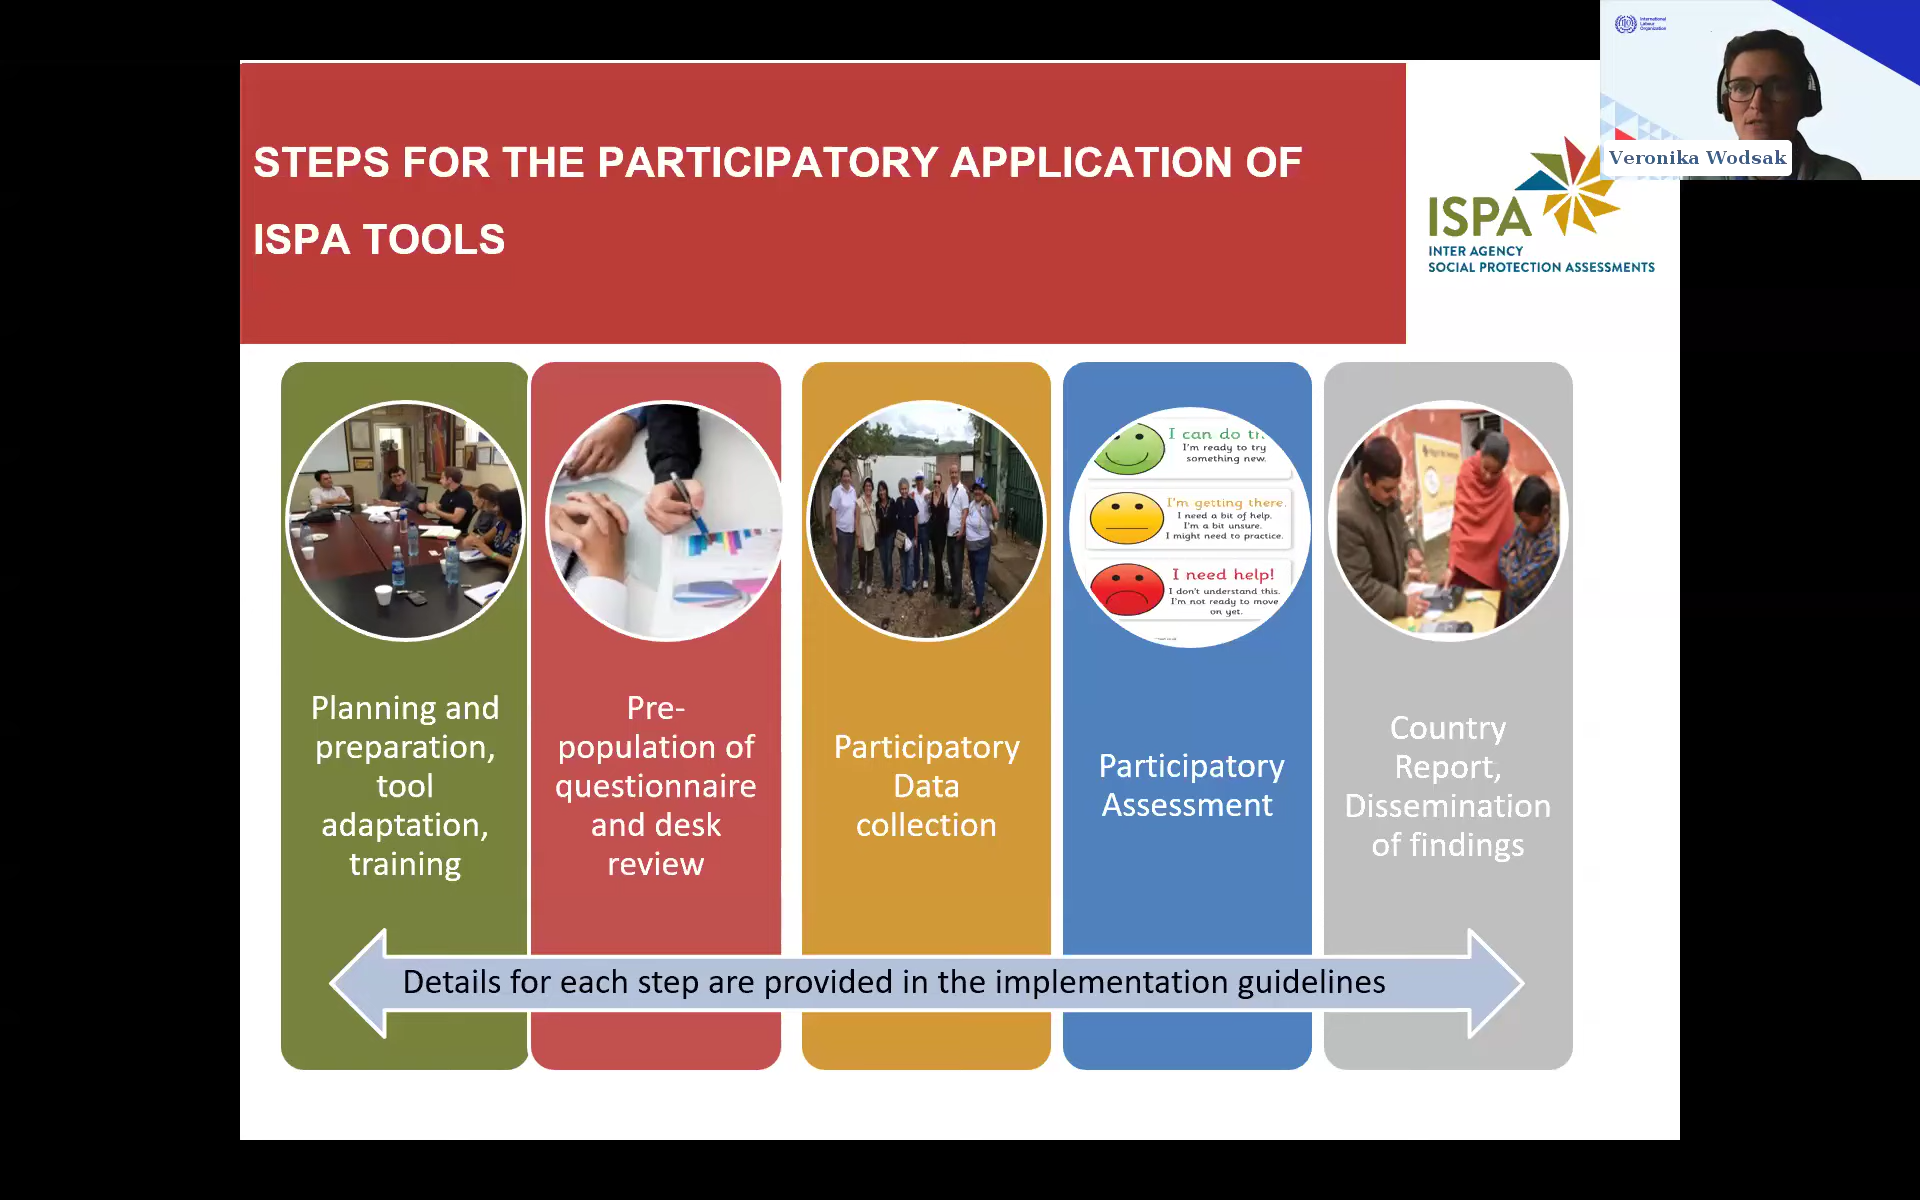 International
Labour
Organization
Veronika Wodsak
STEPS FOR THE PARTICIPATORY APPLICATION OF
ISPA TOOLS
ISPA
INTER AGENCY
SOCIAL PROTECTION ASSESSMENTS
I can do
I'm ready to try
something new.
I'm getting there.
I need a bit of help.
I'm a bit unsure.
I might need to practice.
I need help!
I don't understand this.
I'm not ready to move
on yet.
Planning and
preparation,
tool
adaptation,
training
Pre-
population of
questionnaire
and desk
review
Participatory
Data
collection
Participatory
Assessment
Country
Report,
Dissemination
of findings
Details for each step are provided in the implementation guidelines